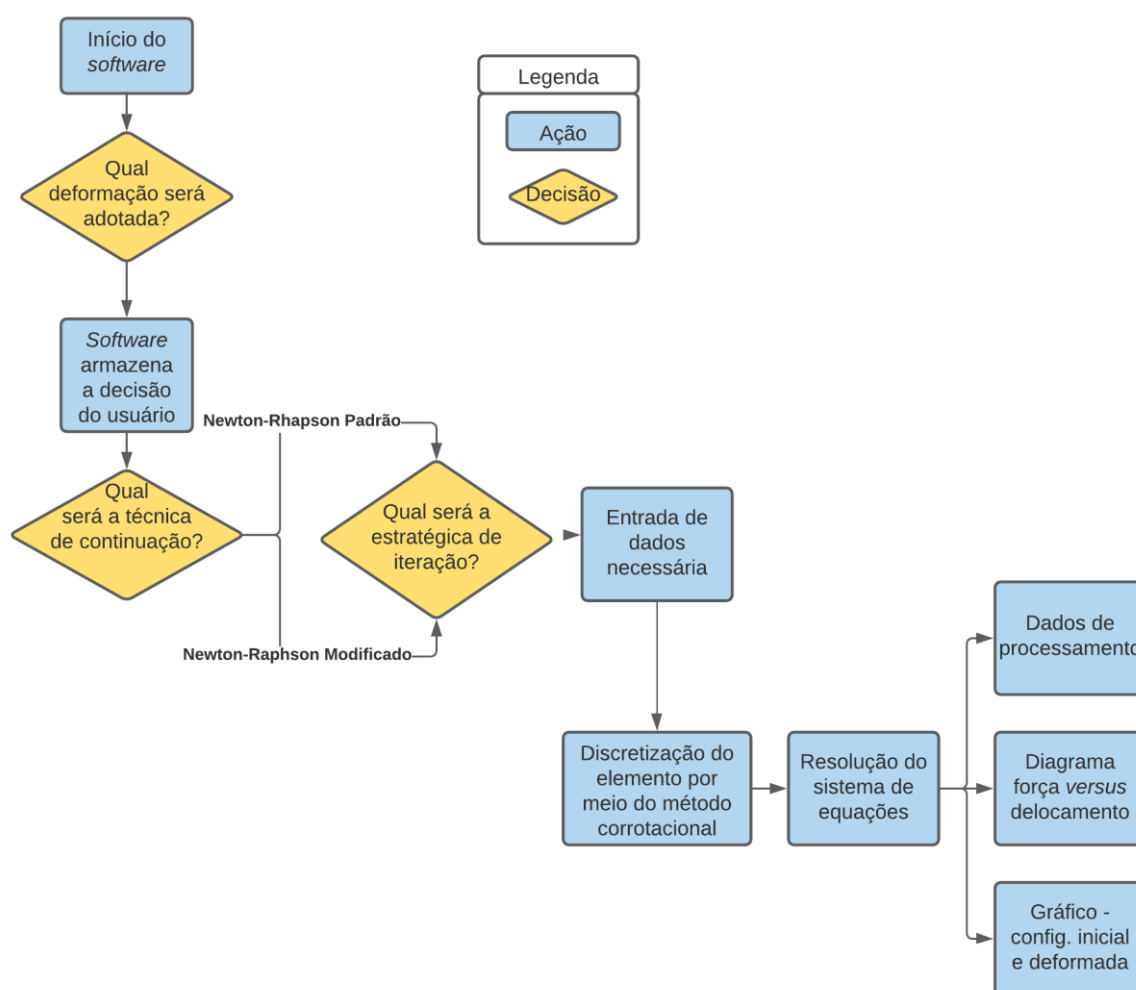 Início do
software
Legenda
Ação
Decisão
Qual
deformação será
adotada?
Software
armazena
a decisão
do usuário
Qual
será a técnica
de continuação?
Newton-Rhapson Padrão
Newton-Raphson Modificado
Qual será a
estratégica de
iteração?
Entrada de
dados
necessária
Discretização do
elemento por
meio do método
corrotacional
Resolução do
sistema de
equações
Dados de
processamento
Diagrama
força versus
delocamento
Gráfico -
config. inicial
e deformada